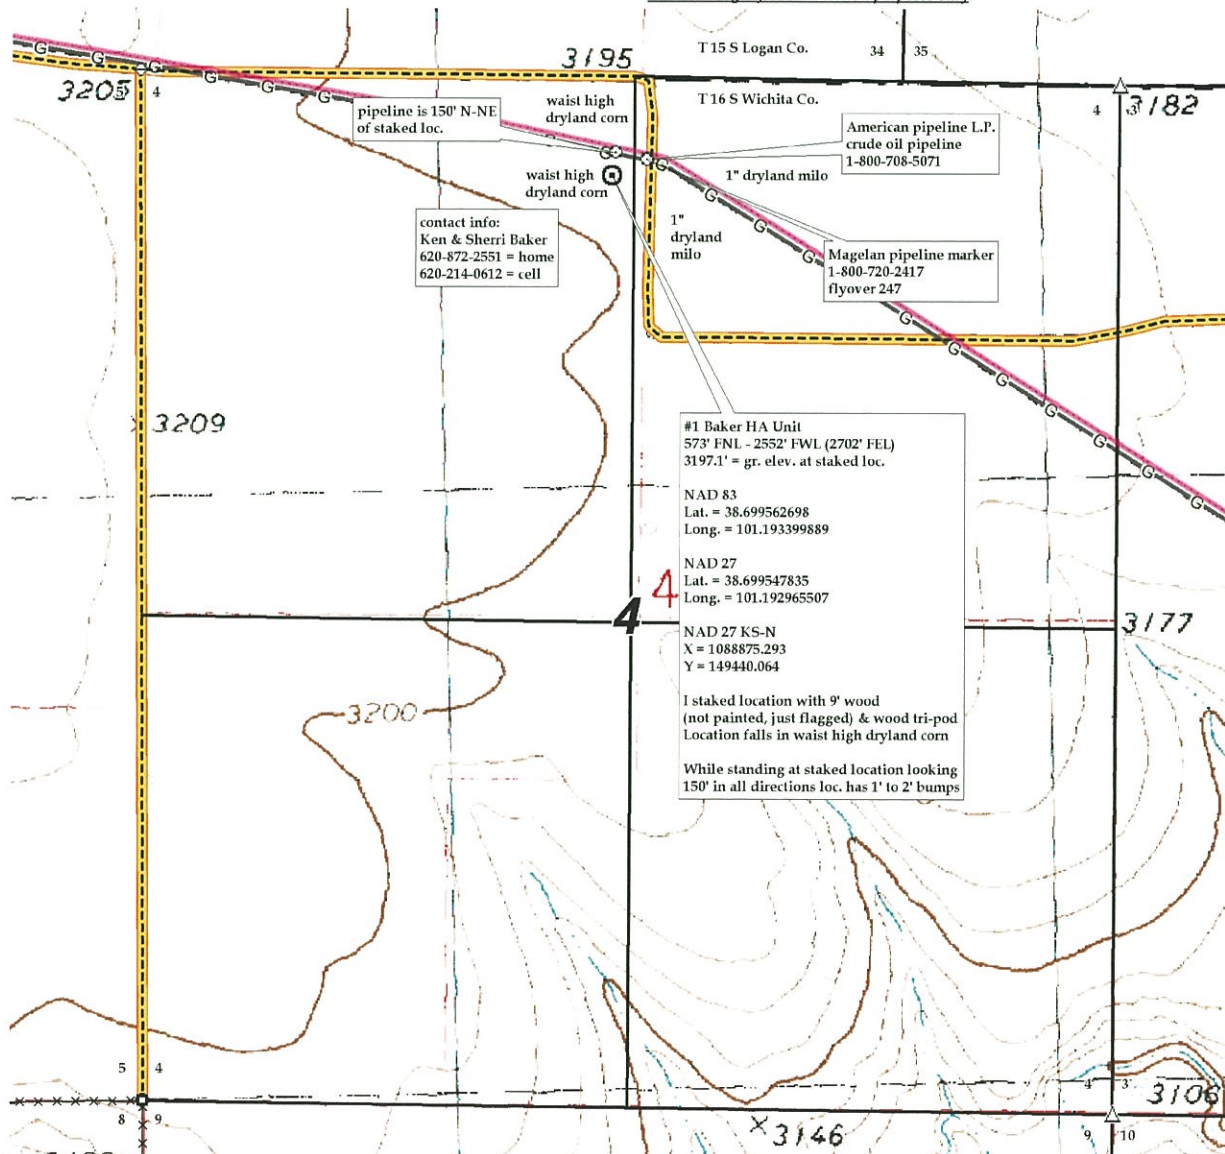 T 15 S Logan Co.
34 35
3195
3205
5 4
T 16 S Wichita Co.
4 3
3182
waist high
dryland corn
pipeline is 150' N-NE
of staked loc.
American pipeline L.P.
crude oil pipeline
1-800-708-5071
waist high
dryland corn
1" dryland milo
contact info:
Ken & Sherri Baker
620-872-2551 = home
620-214-0612 = cell
1"
dryland
milo
Magelan pipeline marker
1-800-720-2417
flyover 247
G G G G G G G G G G G G G G G G G G
3209
#1 Baker HA Unit
573' FNL - 2552' FWL (2702' FEL)
3197.1' = gr. elev. at staked loc.
NAD 83
Lat. = 38.699562698
Long. = 101.193399889
NAD 27
Lat. = 38.699547835
Long. = 101.192965507
4
4
3177
NAD 27 KS-N
X = 1088875.293
Y = 149440.064
I staked location with 9' wood
(not painted, just flagged) & wood tri-pod
Location falls in waist high dryland corn
3200
While standing at staked location looking
150' in all directions loc. has 1' to 2' bumps
5 4
4 3
3106
8 9
3146
9 10